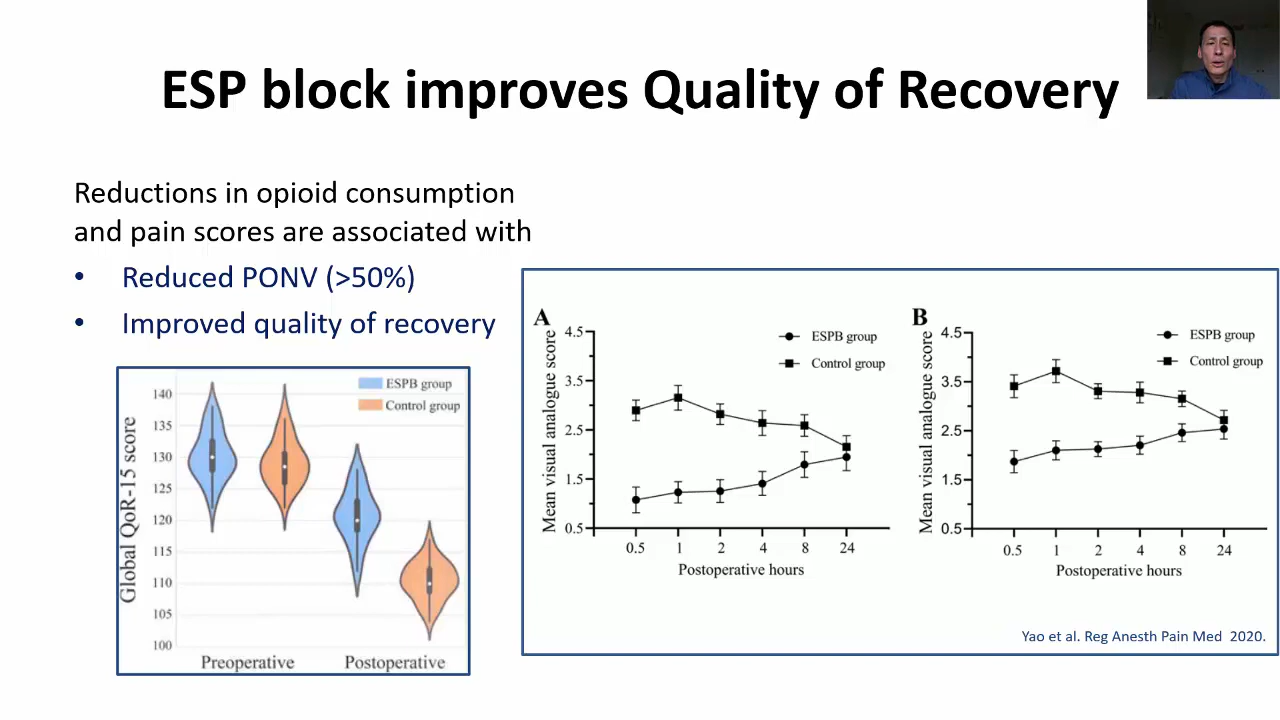 ESP block improves Quality of Recovery
Reductions in opioid consumption
and pain scores are associated with
• Reduced PONV (>50%)
• Improved quality of recovery
ESPB group
Control group
Global QoR-15 score
140
135
130
125
120
115
110
105
100
Preoperative Postoperative
A
Mean visual analogue score
4.5
3.5
2.5
1.5
0.5
ESPB group
Control group
0.5 1 2 4 8 24
Postoperative hours
B
Mean visual analogue score
4.5
3.5
2.5
1.5
0.5
ESPB group
Control group
0.5 1 2 4 8 24
Postoperative hours
Yao et al. Reg Anesth Pain Med 2020.